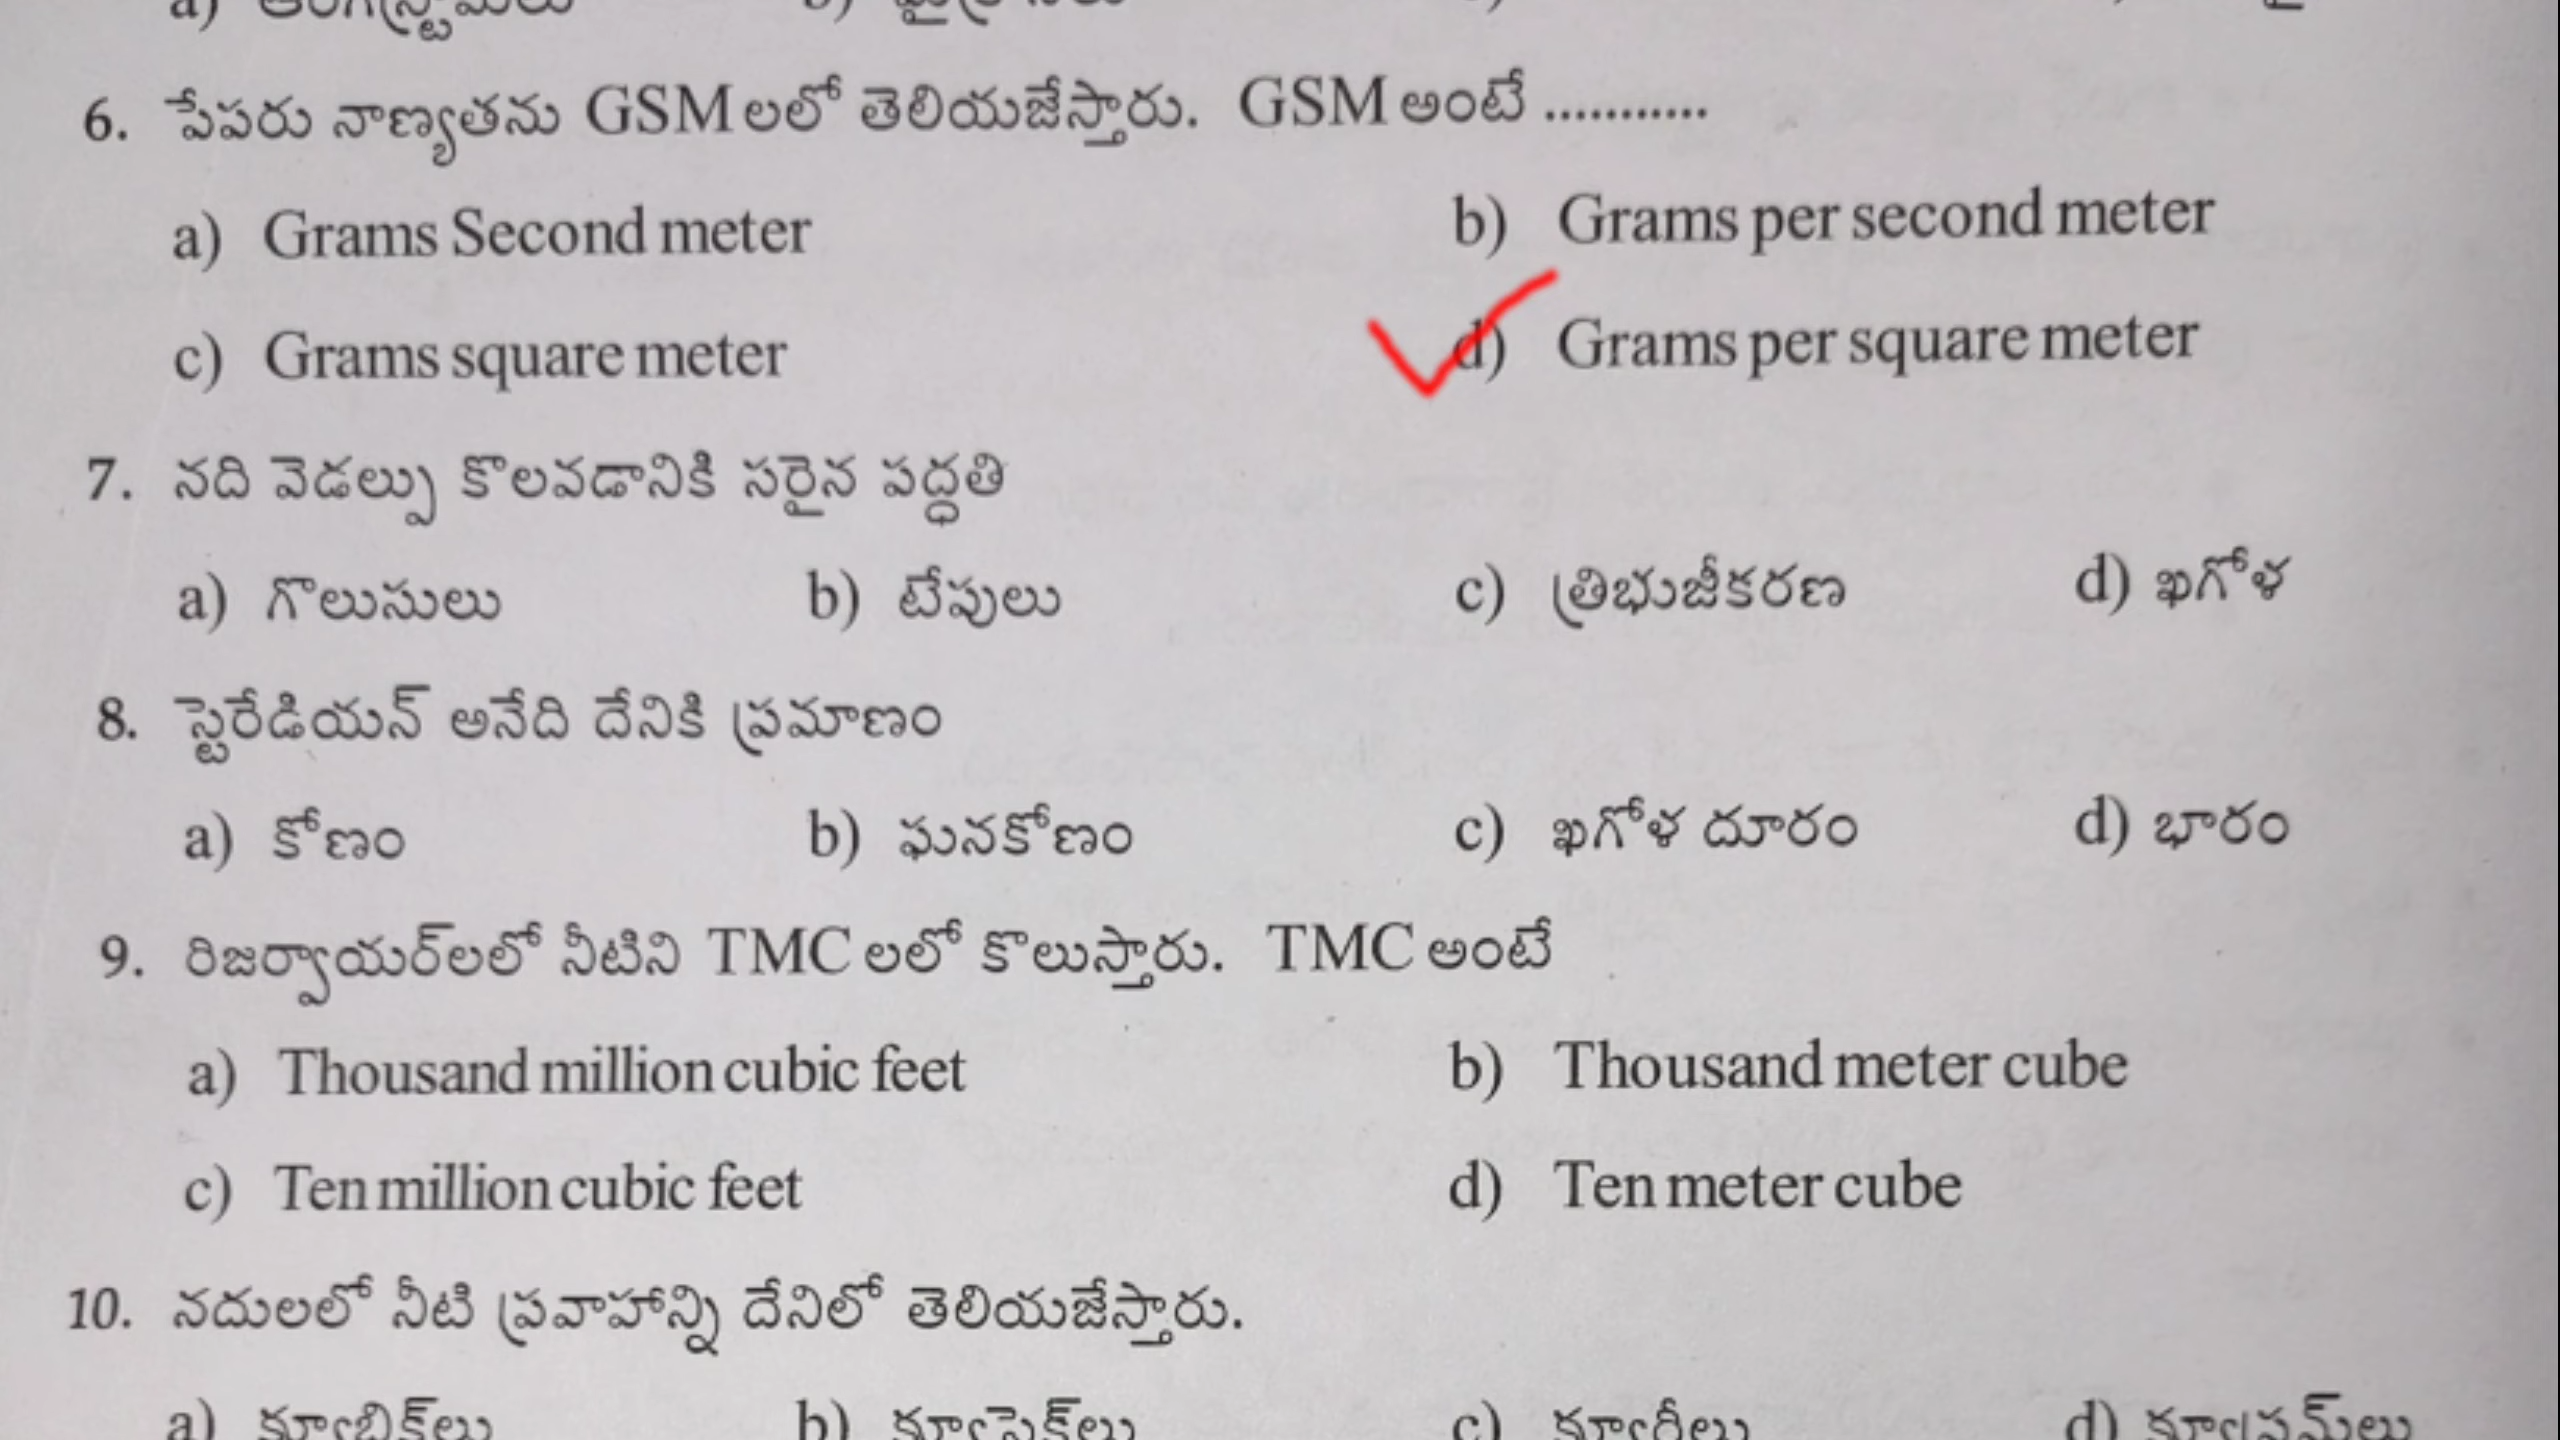 6. పేపరు నాణ్యతను GSM లలో తెలియజేస్తారు. GSM అంటే ...........
a) Grams Second meter b) Grams per second meter
c) Grams square meter d) Grams per square meter
7. నది వెడల్పు కొలవడానికి సరైన పద్ధతి
a) గొలుసులు b) టేపులు c) త్రిభుజీకరణ d) ఖగోళ
8. స్టెరేడియన్ అనేది దేనికి ప్రమాణం
a) కోణం b) ఘనకోణం c) ఖగోళ దూరం d) భారం
9. రిజర్వాయర్‌లలో నీటిని TMC లలో కొలుస్తారు. TMC అంటే
a) Thousand million cubic feet b) Thousand meter cube
c) Ten million cubic feet d) Ten meter cube
10. నదులలో నీటి ప్రవాహాన్ని దేనిలో తెలియజేస్తారు.
a) క్యూబిక్‌లు b) క్యూసెక్‌లు c) క్యూరీలు d)